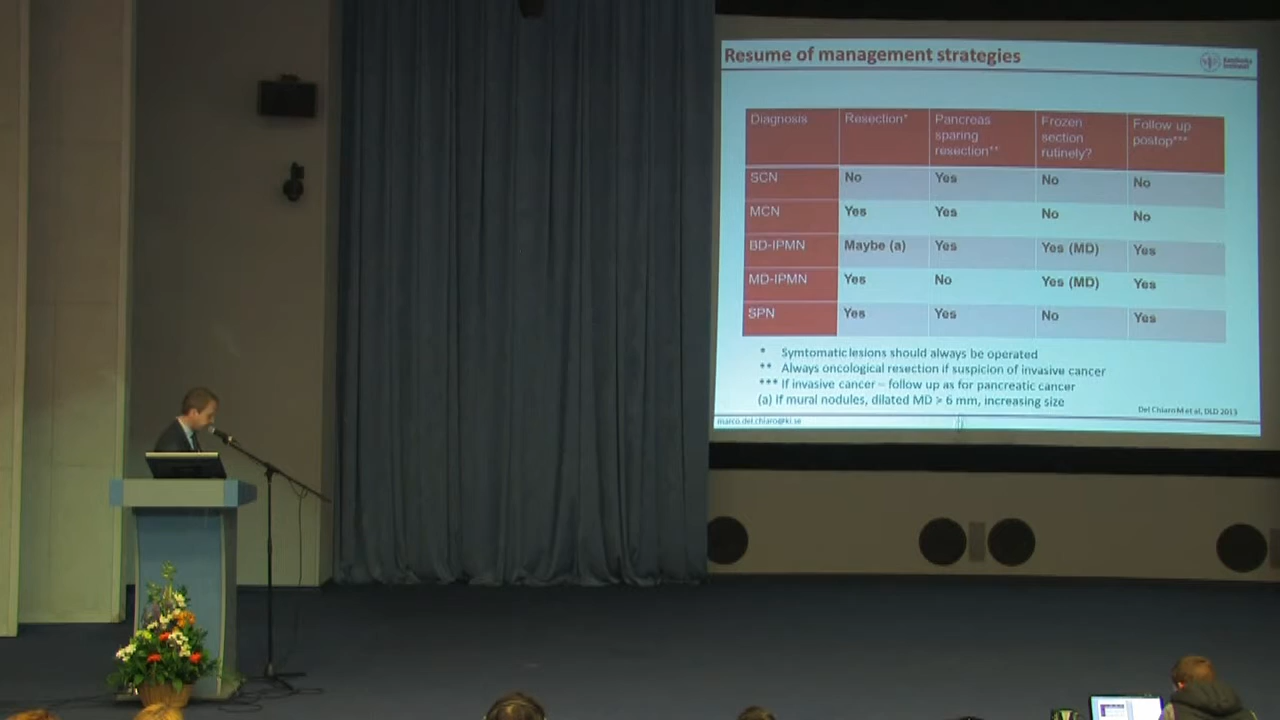 Resume of management strategies
Karolinska Institutet
Diagnosis Resection* Pancreas sparing resection** Frozen section rutinely? Follow up postop***
SCN No Yes No No
MCN Yes Yes No No
BD-IPMN Maybe (a) Yes Yes (MD) Yes
MD-IPMN Yes No Yes (MD) Yes
SPN Yes Yes No Yes
* Symtomatic lesions should always be operated
** Always oncological resection if suspicion of invasive cancer
*** If invasive cancer – follow up as for pancreatic cancer
(a) If mural nodules, dilated MD > 6 mm, increasing size
Del Chiaro M et al, DLD 2013
marco.del.chiaro@ki.se